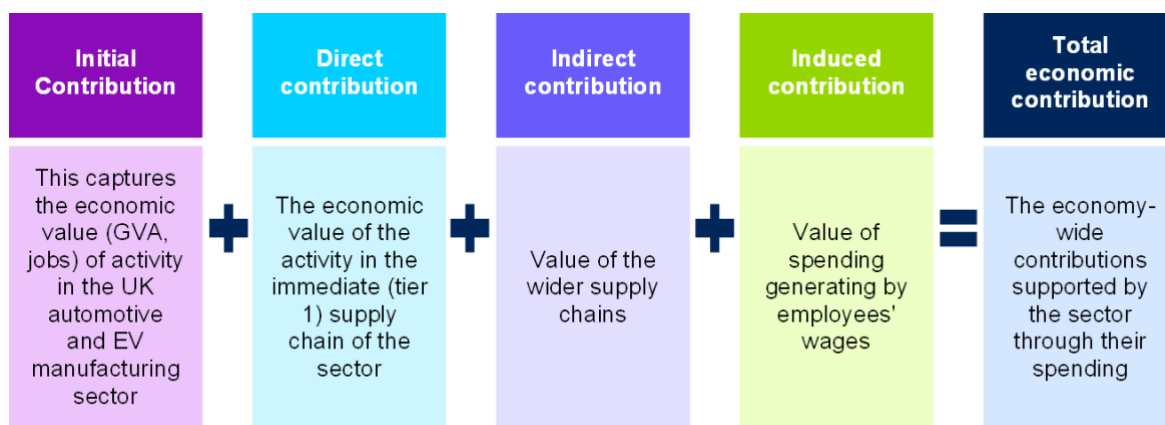 Initial
Contribution
This captures
the economic
value (GVA,
jobs) of activity
in the UK
automotive
and EV
manufacturing
sector
Direct
contribution
The economic
value of the
activity in the
immediate (tier
1) supply
chain of the
sector
Indirect
contribution
Value of the
wider supply
chains
Induced
contribution
Value of
spending
generating by
employees'
wages
Total
economic
contribution
The economy-
wide
contributions
supported by
the sector
through their
spending